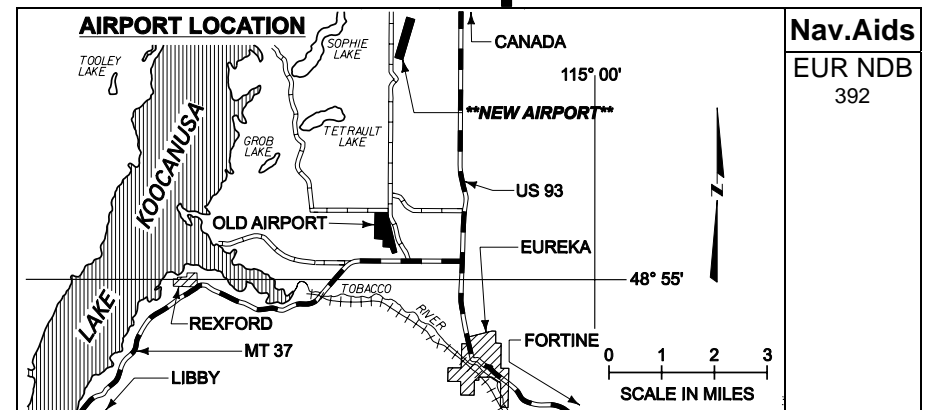 AIRPORT LOCATION
TOOLEY
LAKE
SOPHIE
LAKE
CANADA
115° 00'
**NEW AIRPORT**
GROB
LAKE
TETRAULT
LAKE
KOOCANUSA
LAKE
US 93
OLD AIRPORT
EUREKA
48° 55'
TOBACCO
RIVER
REXFORD
MT 37
LIBBY
FORTINE
N
0 1 2 3
SCALE IN MILES
Nav.Aids
EUR NDB
392